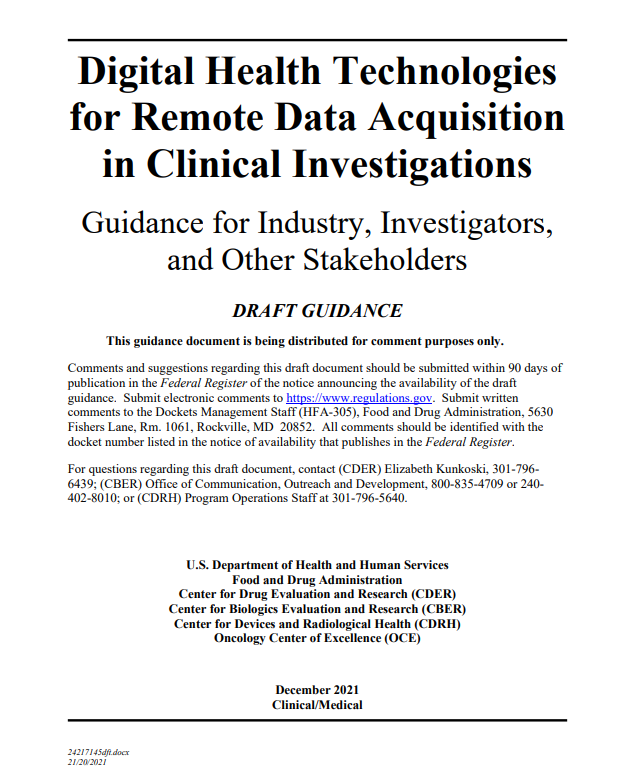 Digital Health Technologies
for Remote Data Acquisition
in Clinical Investigations
Guidance for Industry, Investigators,
and Other Stakeholders
DRAFT GUIDANCE
This guidance document is being distributed for comment purposes only.
Comments and suggestions regarding this draft document should be submitted within 90 days of
publication in the Federal Register of the notice announcing the availability of the draft
guidance.  Submit electronic comments to https://www.regulations.gov.  Submit written
comments to the Dockets Management Staff (HFA-305), Food and Drug Administration, 5630
Fishers Lane, Rm. 1061, Rockville, MD  20852.  All comments should be identified with the
docket number listed in the notice of availability that publishes in the Federal Register.
For questions regarding this draft document, contact (CDER) Elizabeth Kunkoski, 301-796-
6439; (CBER) Office of Communication, Outreach and Development, 800-835-4709 or 240-
402-8010; or (CDRH) Program Operations Staff at 301-796-5640.
U.S. Department of Health and Human Services
Food and Drug Administration
Center for Drug Evaluation and Research (CDER)
Center for Biologics Evaluation and Research (CBER)
Center for Devices and Radiological Health (CDRH)
Oncology Center of Excellence (OCE)
December 2021
Clinical/Medical
24217145dft.docx
21/20/2021